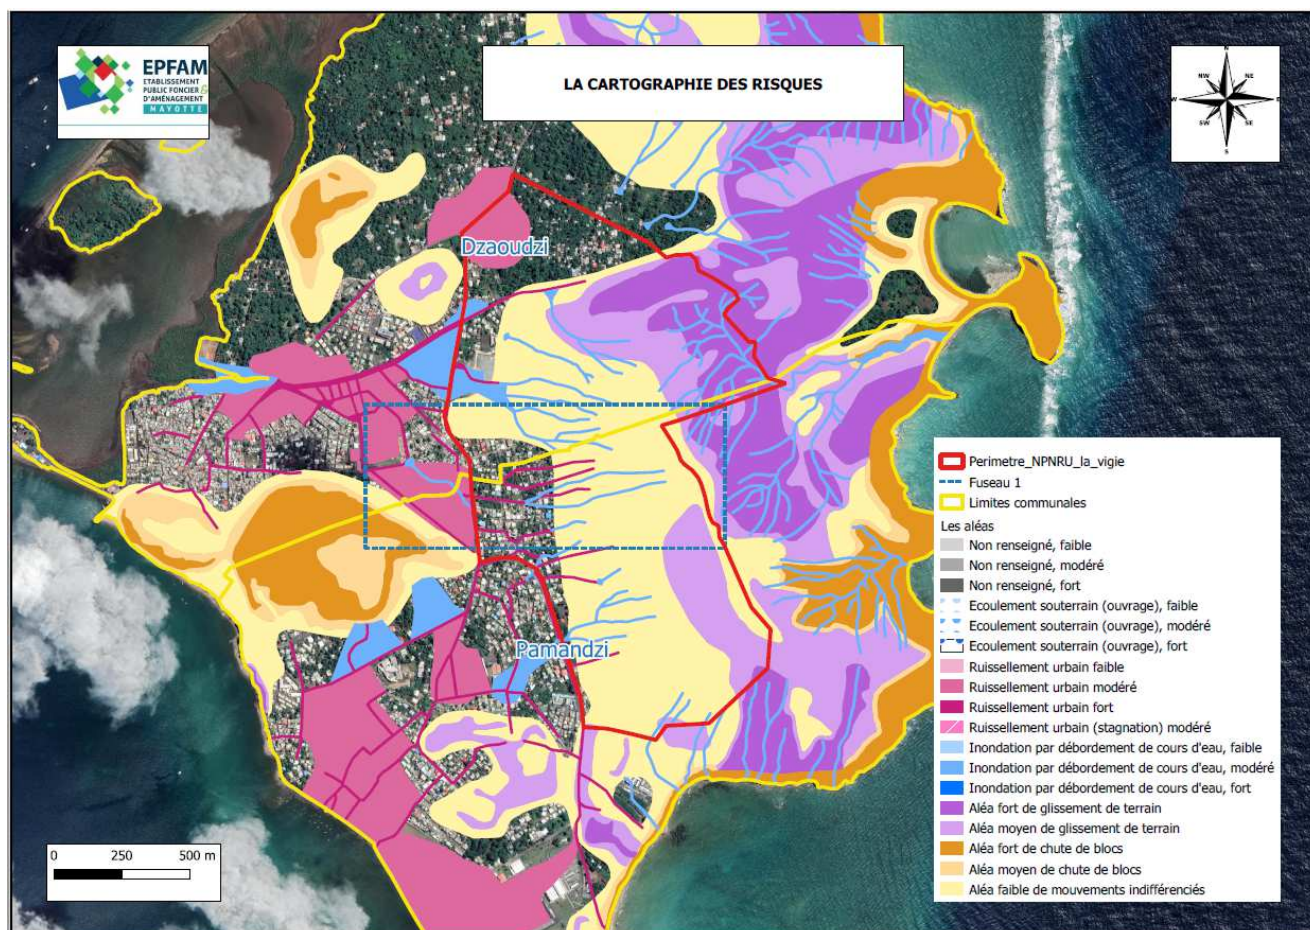 EPFAM
ETABLISSEMENT
PUBLIC FONCIER &
D'AMÉNAGEMENT
MAYOTTE
LA CARTOGRAPHIE DES RISQUES
N
NW
NE
W
E
SW
SE
S
Dzaoudzi
Pamandzi
Perimetre_NPNRU_la_vigie
Fuseau 1
Limites communales
Les aléas
Non renseigné, faible
Non renseigné, modéré
Non renseigné, fort
Ecoulement souterrain (ouvrage), faible
Ecoulement souterrain (ouvrage), modéré
Ecoulement souterrain (ouvrage), fort
Ruissellement urbain faible
Ruissellement urbain modéré
Ruissellement urbain fort
Ruissellement urbain (stagnation) modéré
Inondation par débordement de cours d'eau, faible
Inondation par débordement de cours d'eau, modéré
Inondation par débordement de cours d'eau, fort
Aléa fort de glissement de terrain
Aléa moyen de glissement de terrain
Aléa fort de chute de blocs
Aléa moyen de chute de blocs
Aléa faible de mouvements indifférenciés
0 250 500 m